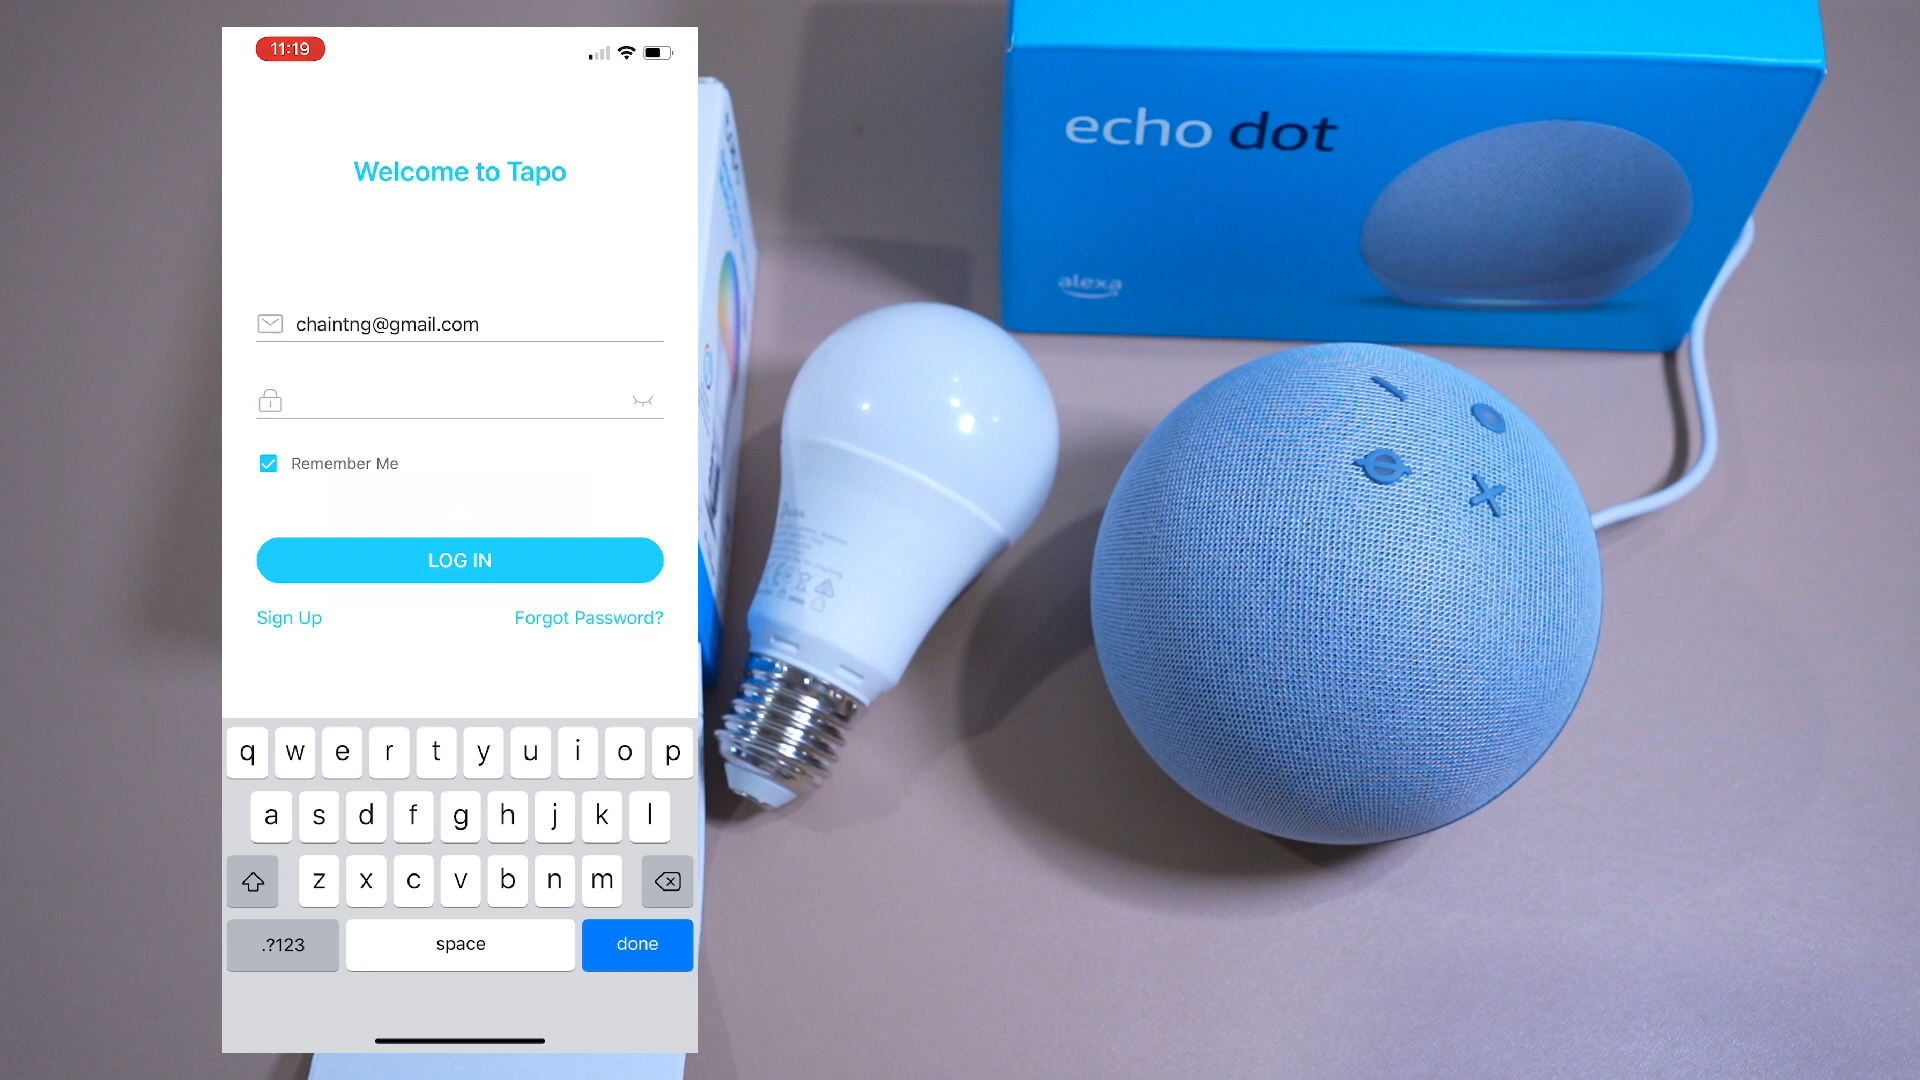 11:19
Welcome to Tapo
chaintng@gmail.com
Remember Me
LOG IN
Sign Up
Forgot Password?
q w e r t y u i o p
a s d f g h j k l
z x c v b n m
.?123
space
done
echo dot
alexa